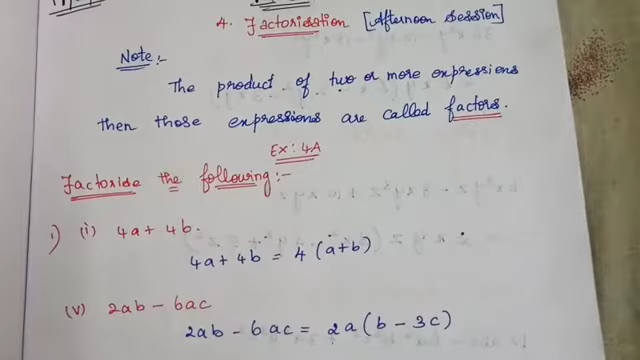 4. Factorisation [Afternoon Session]
Note:-
The product of two or more expressions
then those expressions are called factors.
Ex: 4A
Factorise the following:-
1) (i) 4a + 4b.
4a + 4b = 4 (a+b)
(v) 2ab - 6ac
2ab - 6ac = 2a (b - 3c)